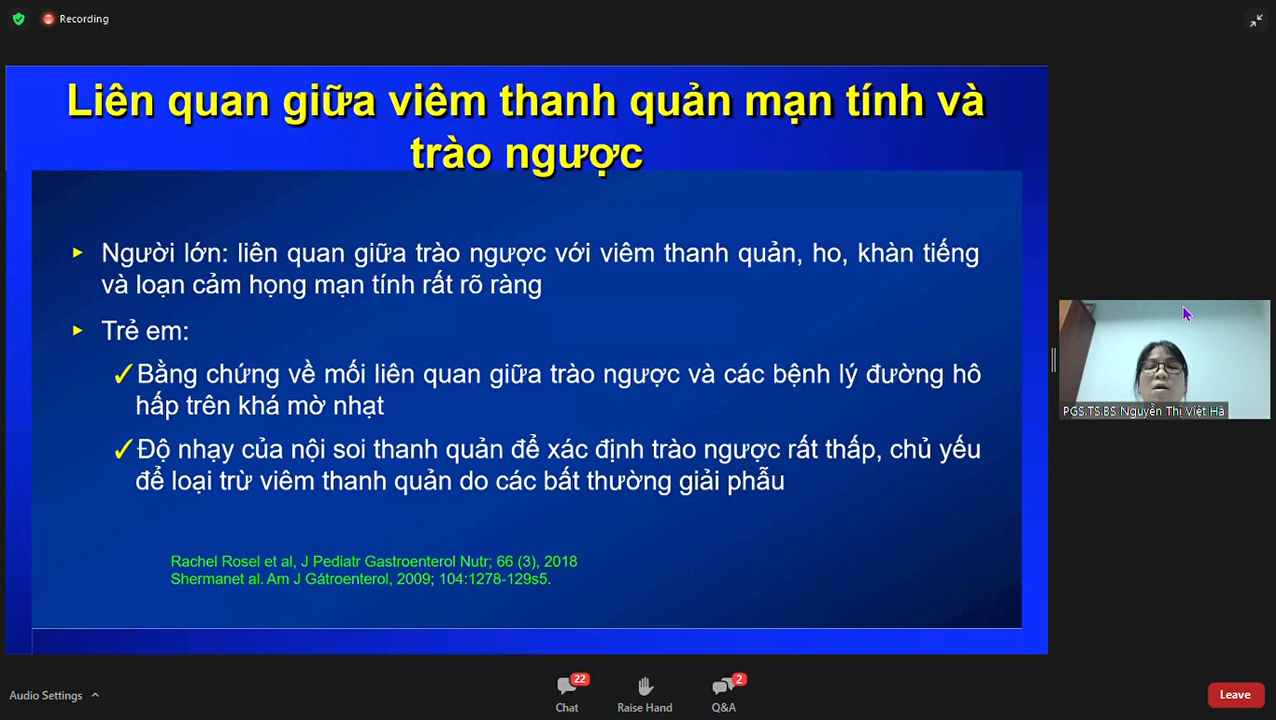 Recording
Liên quan giữa viêm thanh quản mạn tính và
trào ngược
Người lớn: liên quan giữa trào ngược với viêm thanh quản, ho, khàn tiếng
và loạn cảm họng mạn tính rất rõ ràng
Trẻ em:
✓Bằng chứng về mối liên quan giữa trào ngược và các bệnh lý đường hô
hấp trên khá mờ nhạt
✓Độ nhạy của nội soi thanh quản để xác định trào ngược rất thấp, chủ yếu
để loại trừ viêm thanh quản do các bất thường giải phẫu
Rachel Rosel et al, J Pediatr Gastroenterol Nutr; 66 (3), 2018
Shermanet al. Am J Gátroenterol, 2009; 104:1278-129s5.
PGS.TS.BS Nguyễn Thị Việt Hà
Audio Settings
22
Chat
Raise Hand
2
Q&A
Leave